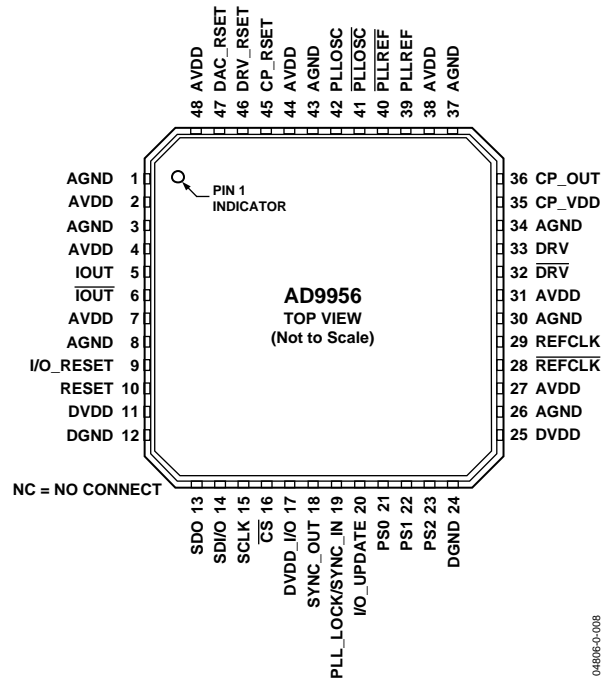 48 AVDD
47 DAC_RSET
46 DRV_RSET
45 CP_RSET
44 AVDD
43 AGND
42 PLLOSC
41 PLLOSC
40 PLLREF
39 PLLREF
38 AVDD
37 AGND
AGND 1
AVDD 2
AGND 3
AVDD 4
IOUT 5
IOUT 6
AVDD 7
AGND 8
I/O_RESET 9
RESET 10
DVDD 11
DGND 12
PIN 1
INDICATOR
AD9956
TOP VIEW
(Not to Scale)
36 CP_OUT
35 CP_VDD
34 AGND
33 DRV
32 DRV
31 AVDD
30 AGND
29 REFCLK
28 REFCLK
27 AVDD
26 AGND
25 DVDD
NC = NO CONNECT
SDO 13
SDI/O 14
SCLK 15
CS 16
DVDD_I/O 17
SYNC_OUT 18
PLL_LOCK/SYNC_IN 19
I/O_UPDATE 20
PS0 21
PS1 22
PS2 23
DGND 24
04806-0-008